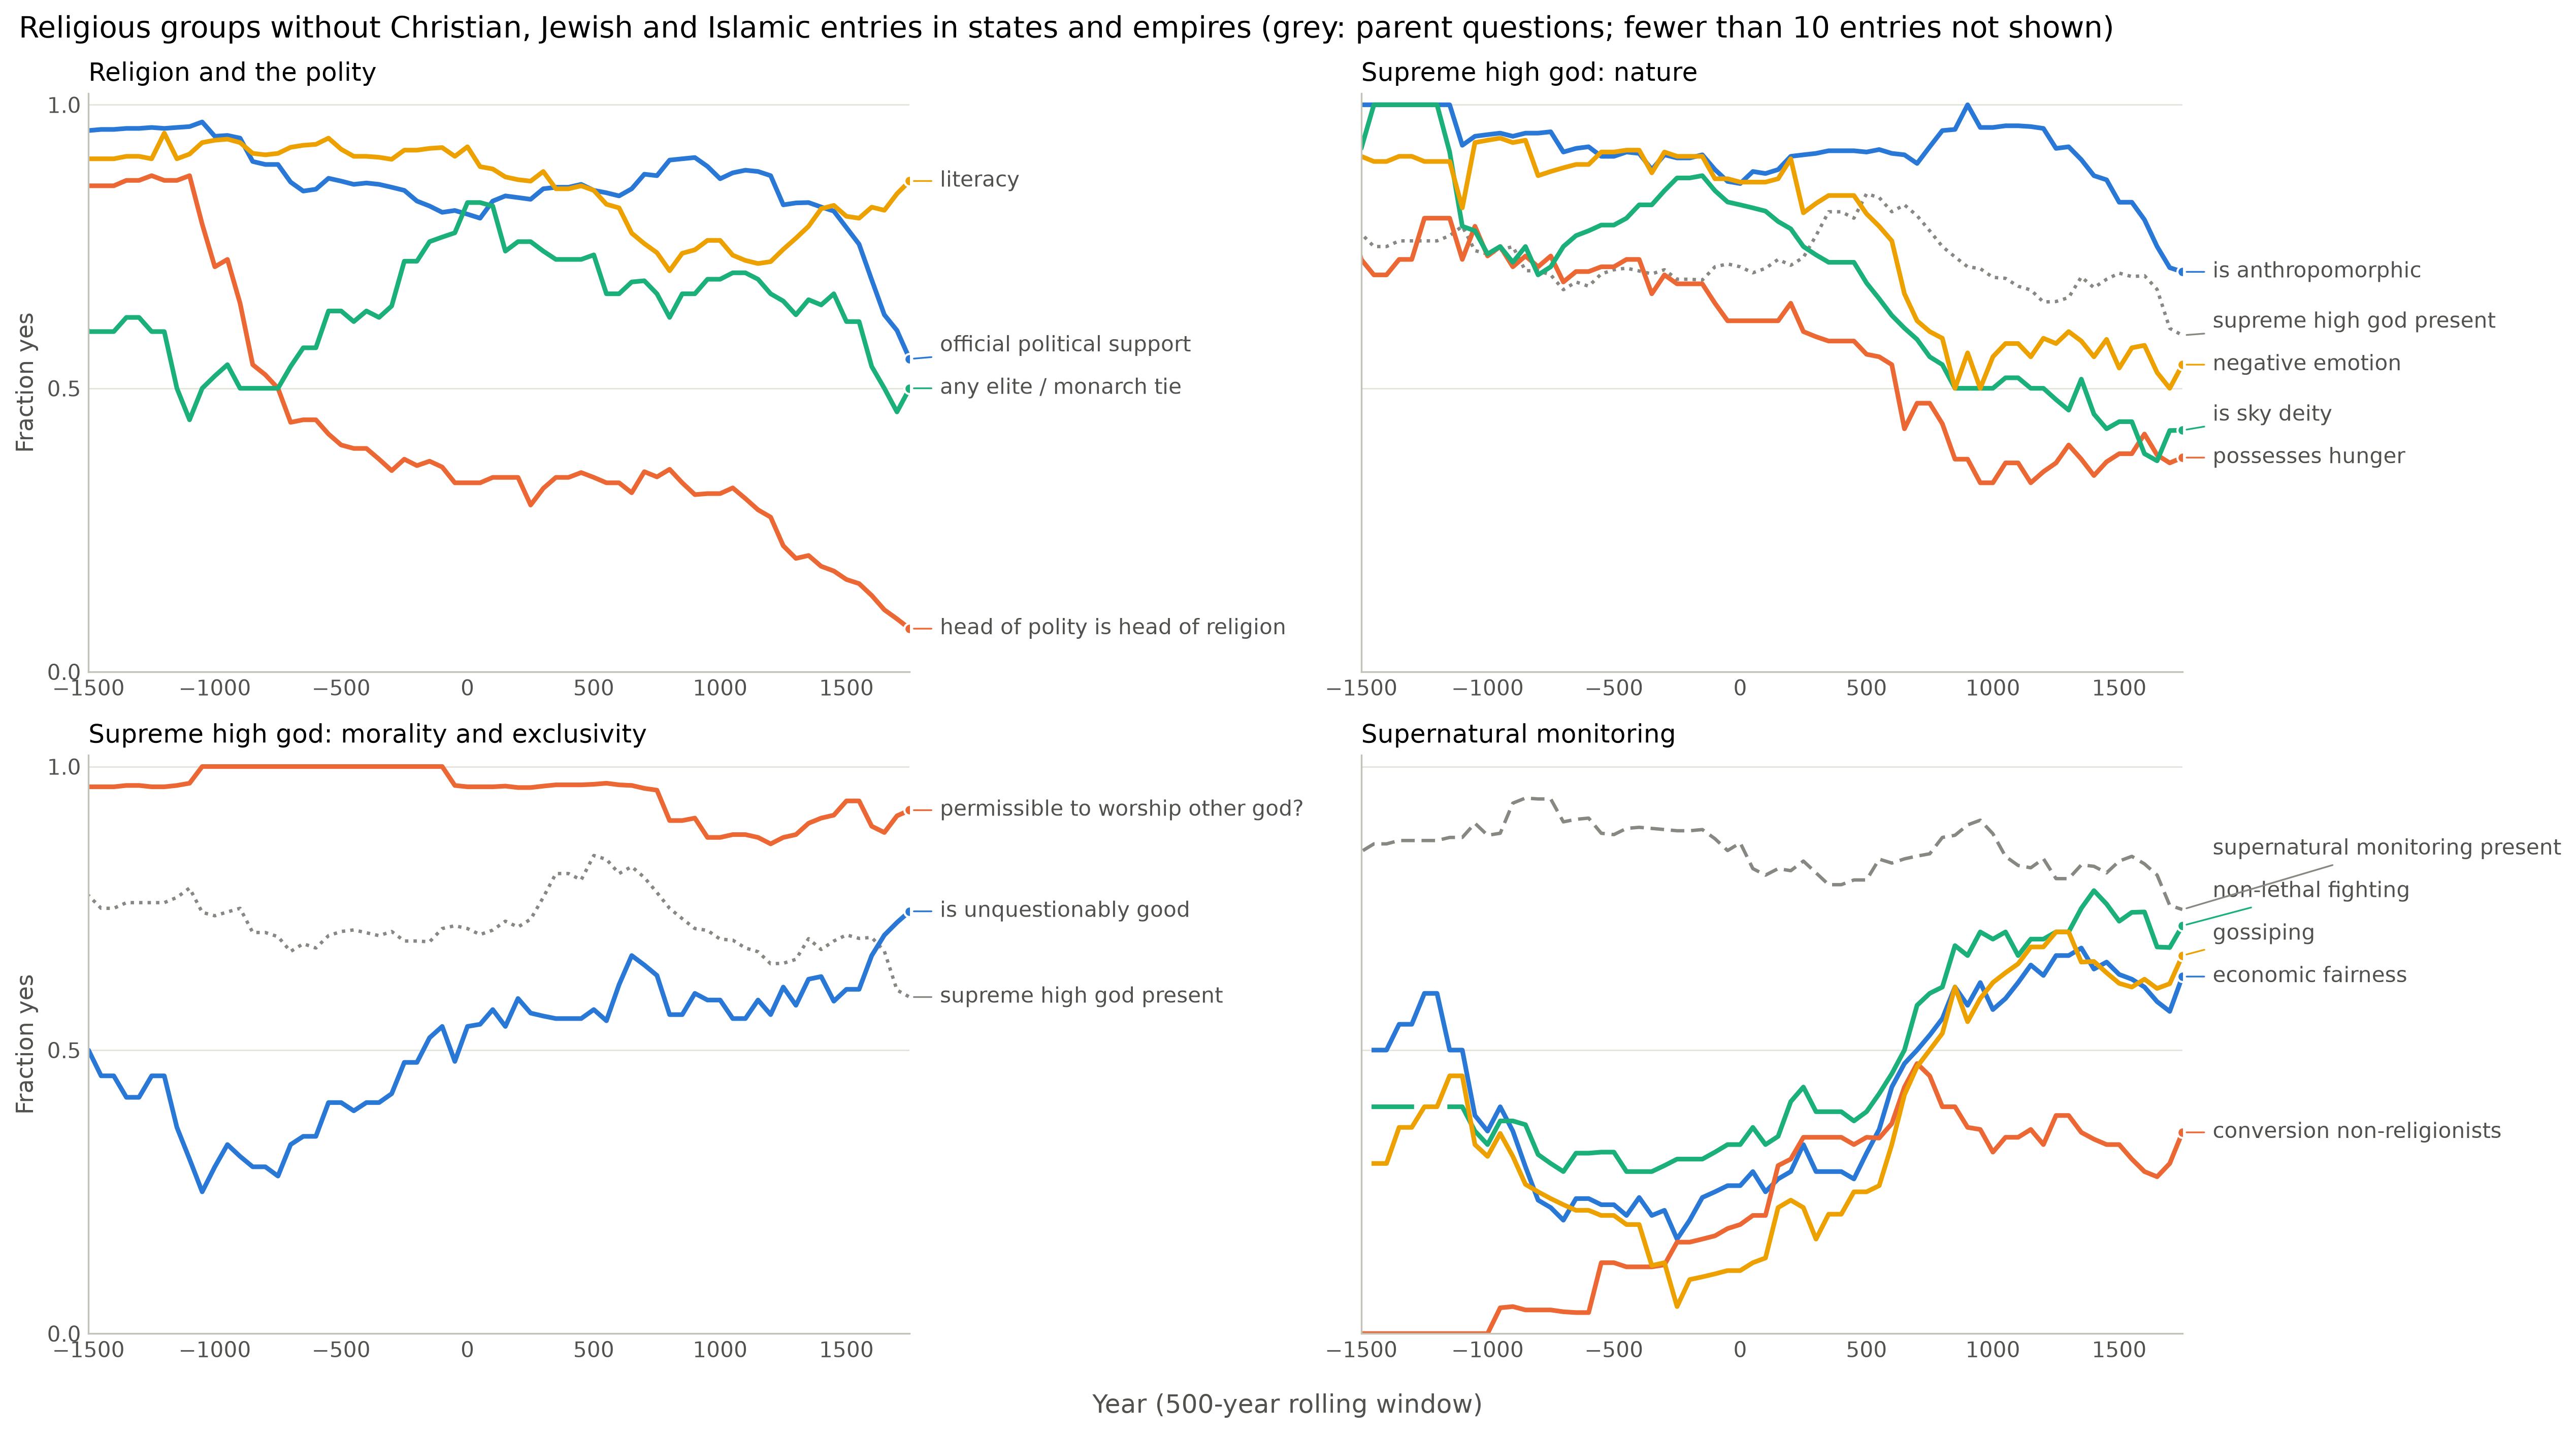 Religious groups without Christian, Jewish and Islamic entries in states and empires (grey: parent questions; fewer than 10 entries not shown)
Religion and the polity
Fraction yes
1.0
0.5
0.0
literacy
official political support
any elite / monarch tie
head of polity is head of religion
−1500 −1000 −500 0 500 1000 1500
Supreme high god: nature
is anthropomorphic
supreme high god present
negative emotion
is sky deity
possesses hunger
−1500 −1000 −500 0 500 1000 1500
Supreme high god: morality and exclusivity
Fraction yes
1.0
0.5
0.0
permissible to worship other god?
is unquestionably good
supreme high god present
−1500 −1000 −500 0 500 1000 1500
Supernatural monitoring
supernatural monitoring present
non-lethal fighting
gossiping
economic fairness
conversion non-religionists
−1500 −1000 −500 0 500 1000 1500
Year (500-year rolling window)